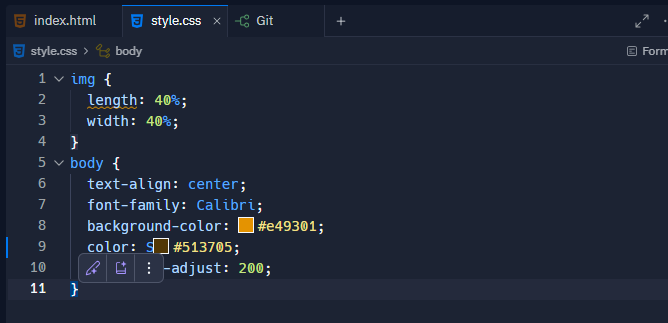 index.html style.css × Git +
style.css > body Form
1 img {
2 length: 40%;
3 width: 40%;
4 }
5 body {
6 text-align: center;
7 font-family: Calibri;
8 background-color: #e49301;
9 color: S #513705;
10 -adjust: 200;
11 }